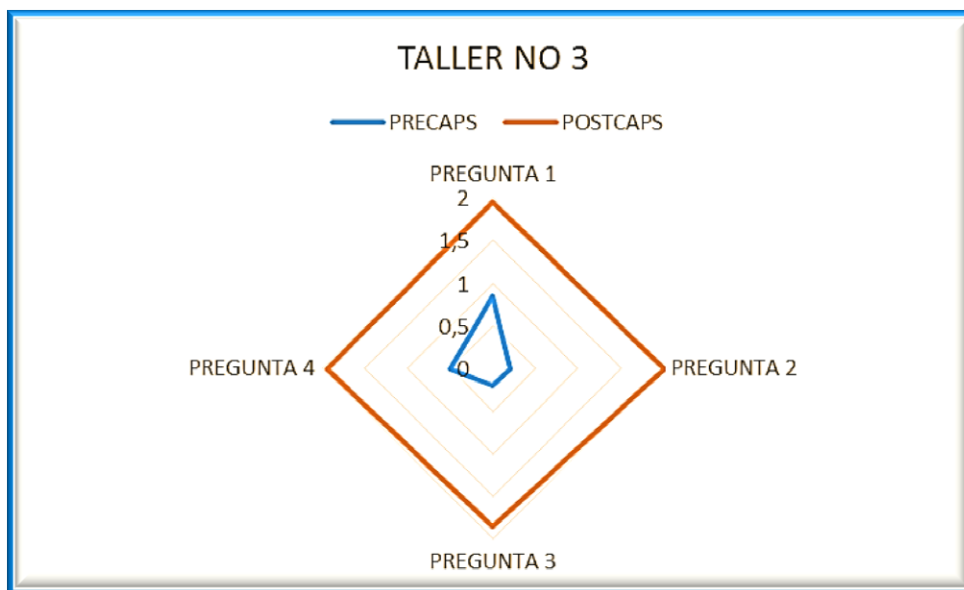 TALLER NO 3
PRECAPS POSTCAPS
PREGUNTA 1
2
1,5
1
0,5
PREGUNTA 4 0 PREGUNTA 2
PREGUNTA 3